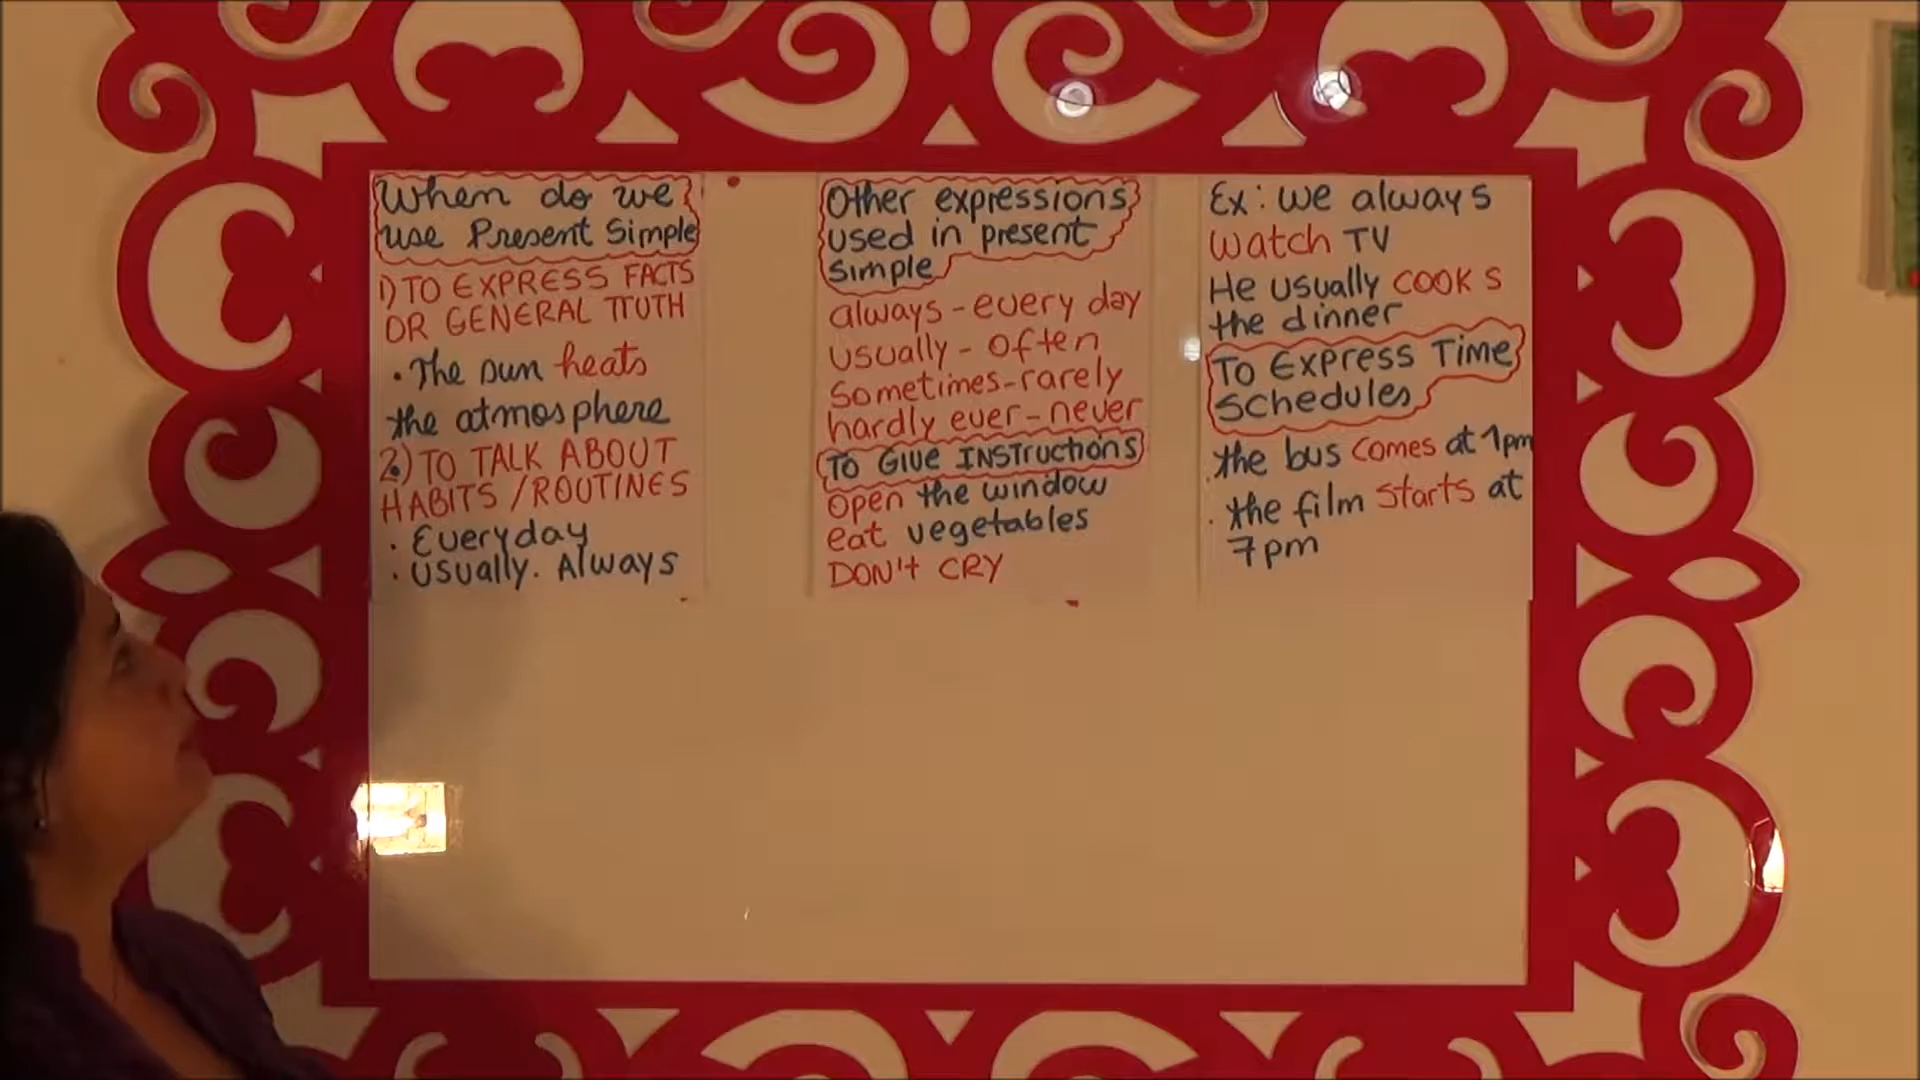 When do we
use Present Simple
1) TO EXPRESS FACTS
OR GENERAL TTUTH
• The sun heats
the atmosphere
2.) TO TALK ABOUT
HABITS / ROUTINES
• Everyday
• Usually. Always
Other expressions
used in present
simple
always - every day
usually - often
Sometimes - rarely
hardly ever - never
TO GIVE INSTructions
open the window
eat vegetables
DON't CRY
Ex: we always
watch TV
He usually COOKS
the dinner
TO EXPRESS TIME
Schedules
. the bus comes at 1pm
. the film starts at
7pm